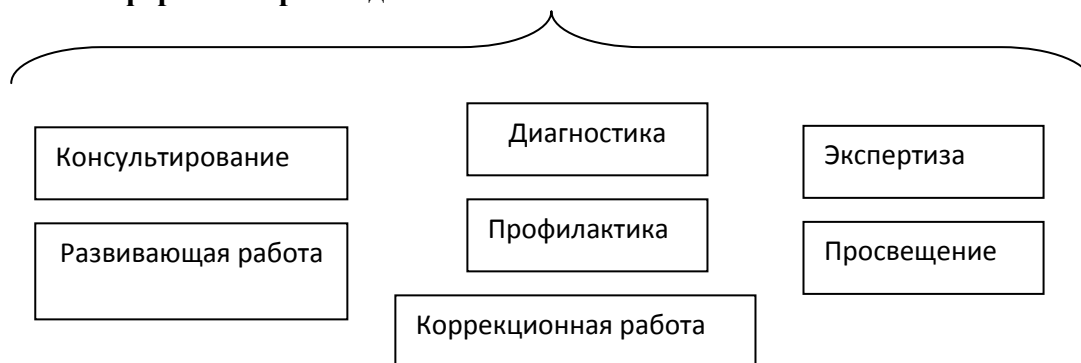 Консультирование
Диагностика
Экспертиза
Развивающая работа
Профилактика
Просвещение
Коррекционная работа